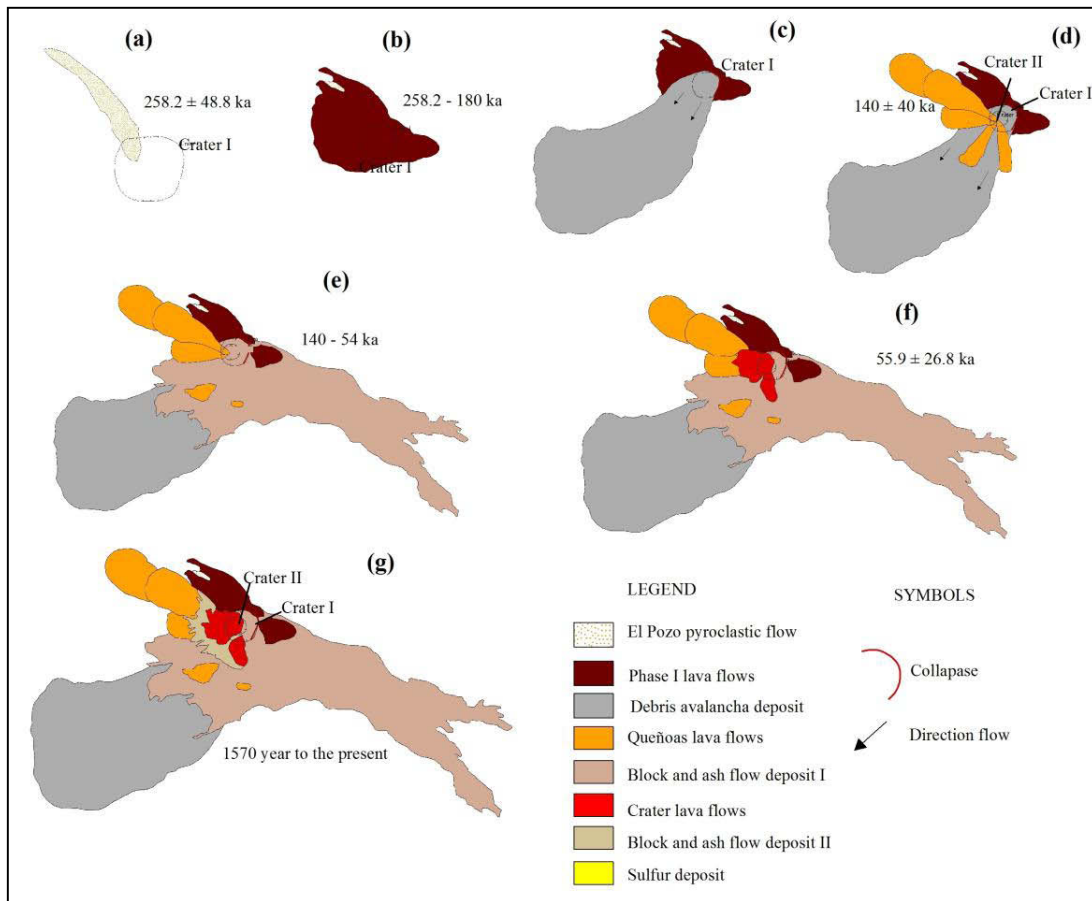 (a)
258.2 ± 48.8 ka
Crater I
(b)
258.2 - 180 ka
Crater I
(c)
Crater I
(d)
Crater II
Crater I
140 ± 40 ka
(e)
140 - 54 ka
(f)
55.9 ± 26.8 ka
(g)
Crater II
Crater I
1570 year to the present
LEGEND
El Pozo pyroclastic flow
Phase I lava flows
Debris avalancha deposit
Queñoas lava flows
Block and ash flow deposit I
Crater lava flows
Block and ash flow deposit II
Sulfur deposit
SYMBOLS
Collapase
Direction flow